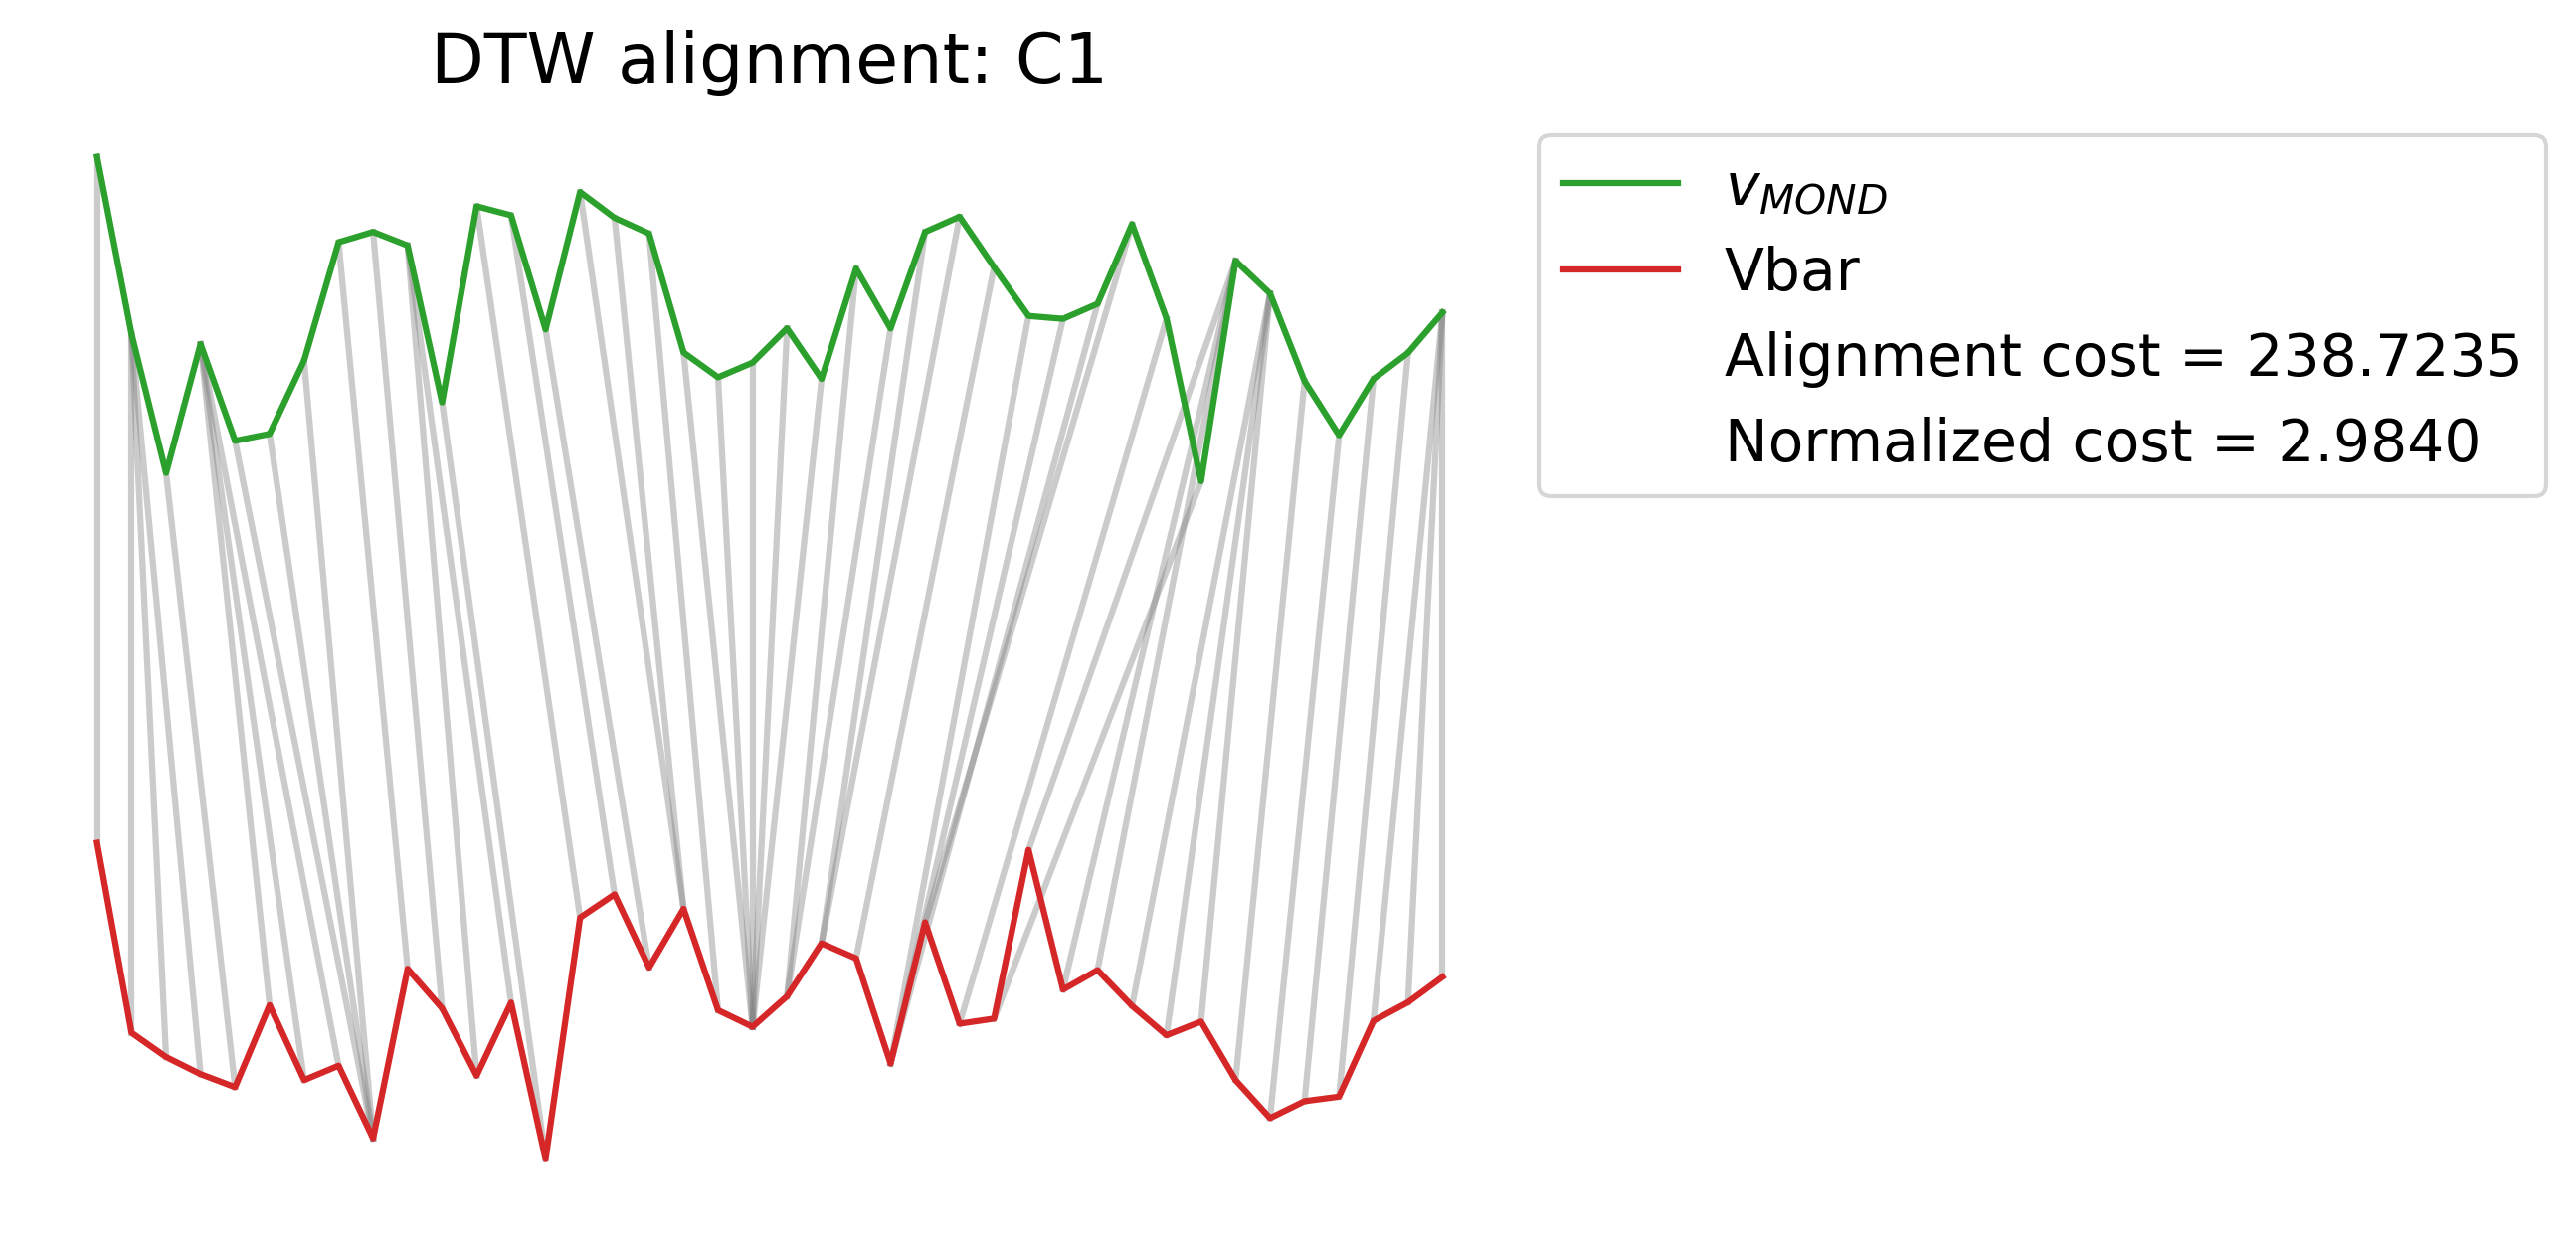 DTW alignment: C1
v_MOND
Vbar
Alignment cost = 238.7235
Normalized cost = 2.9840